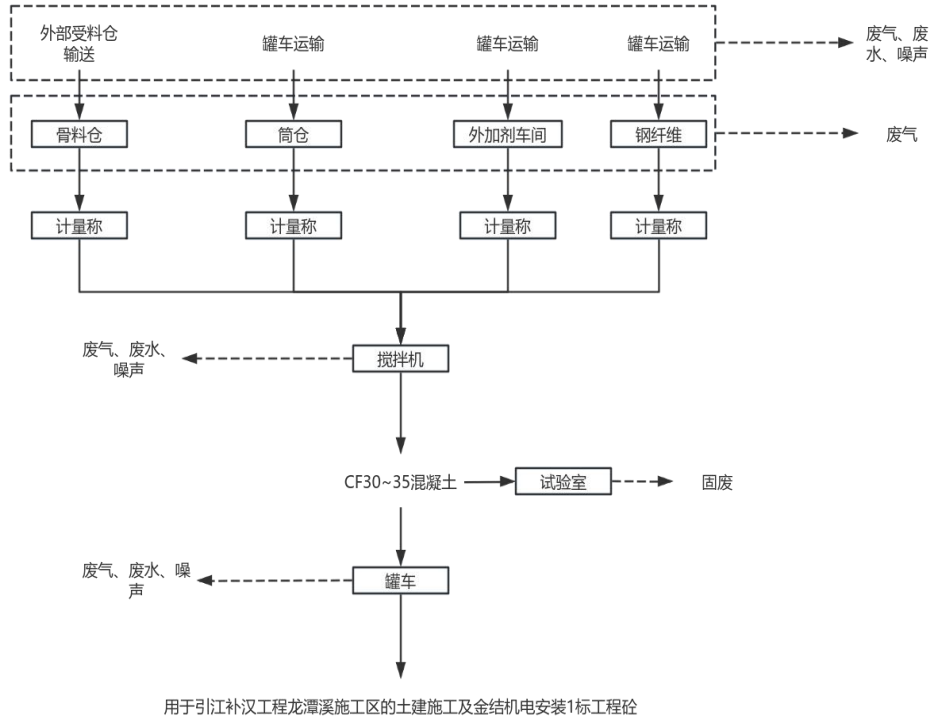 外部受料仓
输送
罐车运输
罐车运输
罐车运输
废气、废
水、噪声
骨料仓
筒仓
外加剂车间
钢纤维
废气
计量称
计量称
计量称
计量称
废气、废水、
噪声
搅拌机
CF30~35混凝土
试验室
固废
废气、废水、噪
声
罐车
用于引江补汉工程龙潭溪施工区的土建施工及金结机电安装1标工程砼